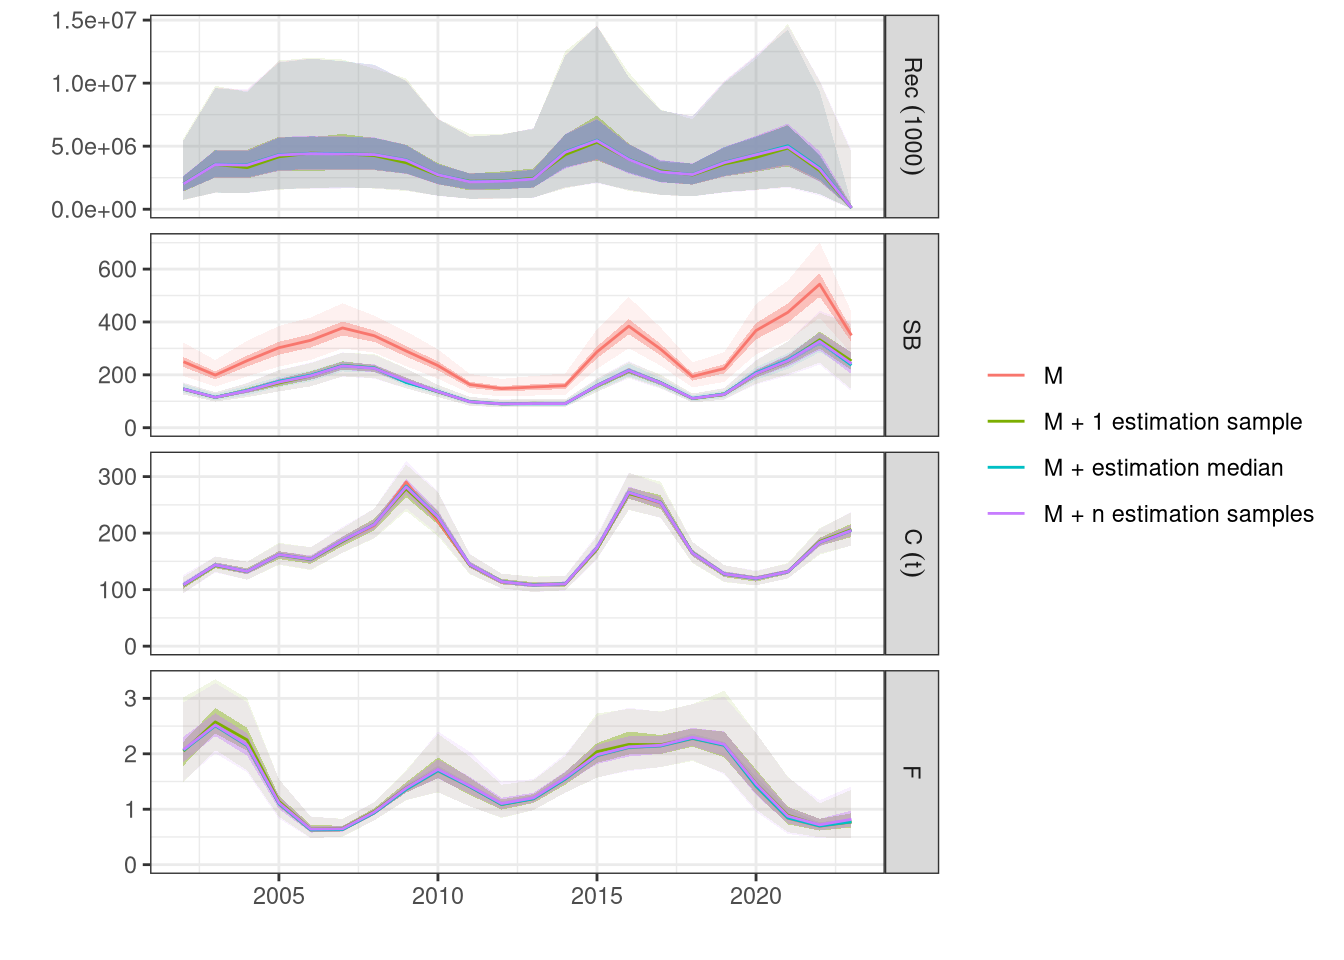 1.5e+07
1.0e+07
5.0e+06
0.0e+00
Rec (1000)
600
400
200
0
SB
300
200
100
0
C (t)
3
2
1
0
F
2005 2010 2015 2020
M
M + 1 estimation sample
M + estimation median
M + n estimation samples